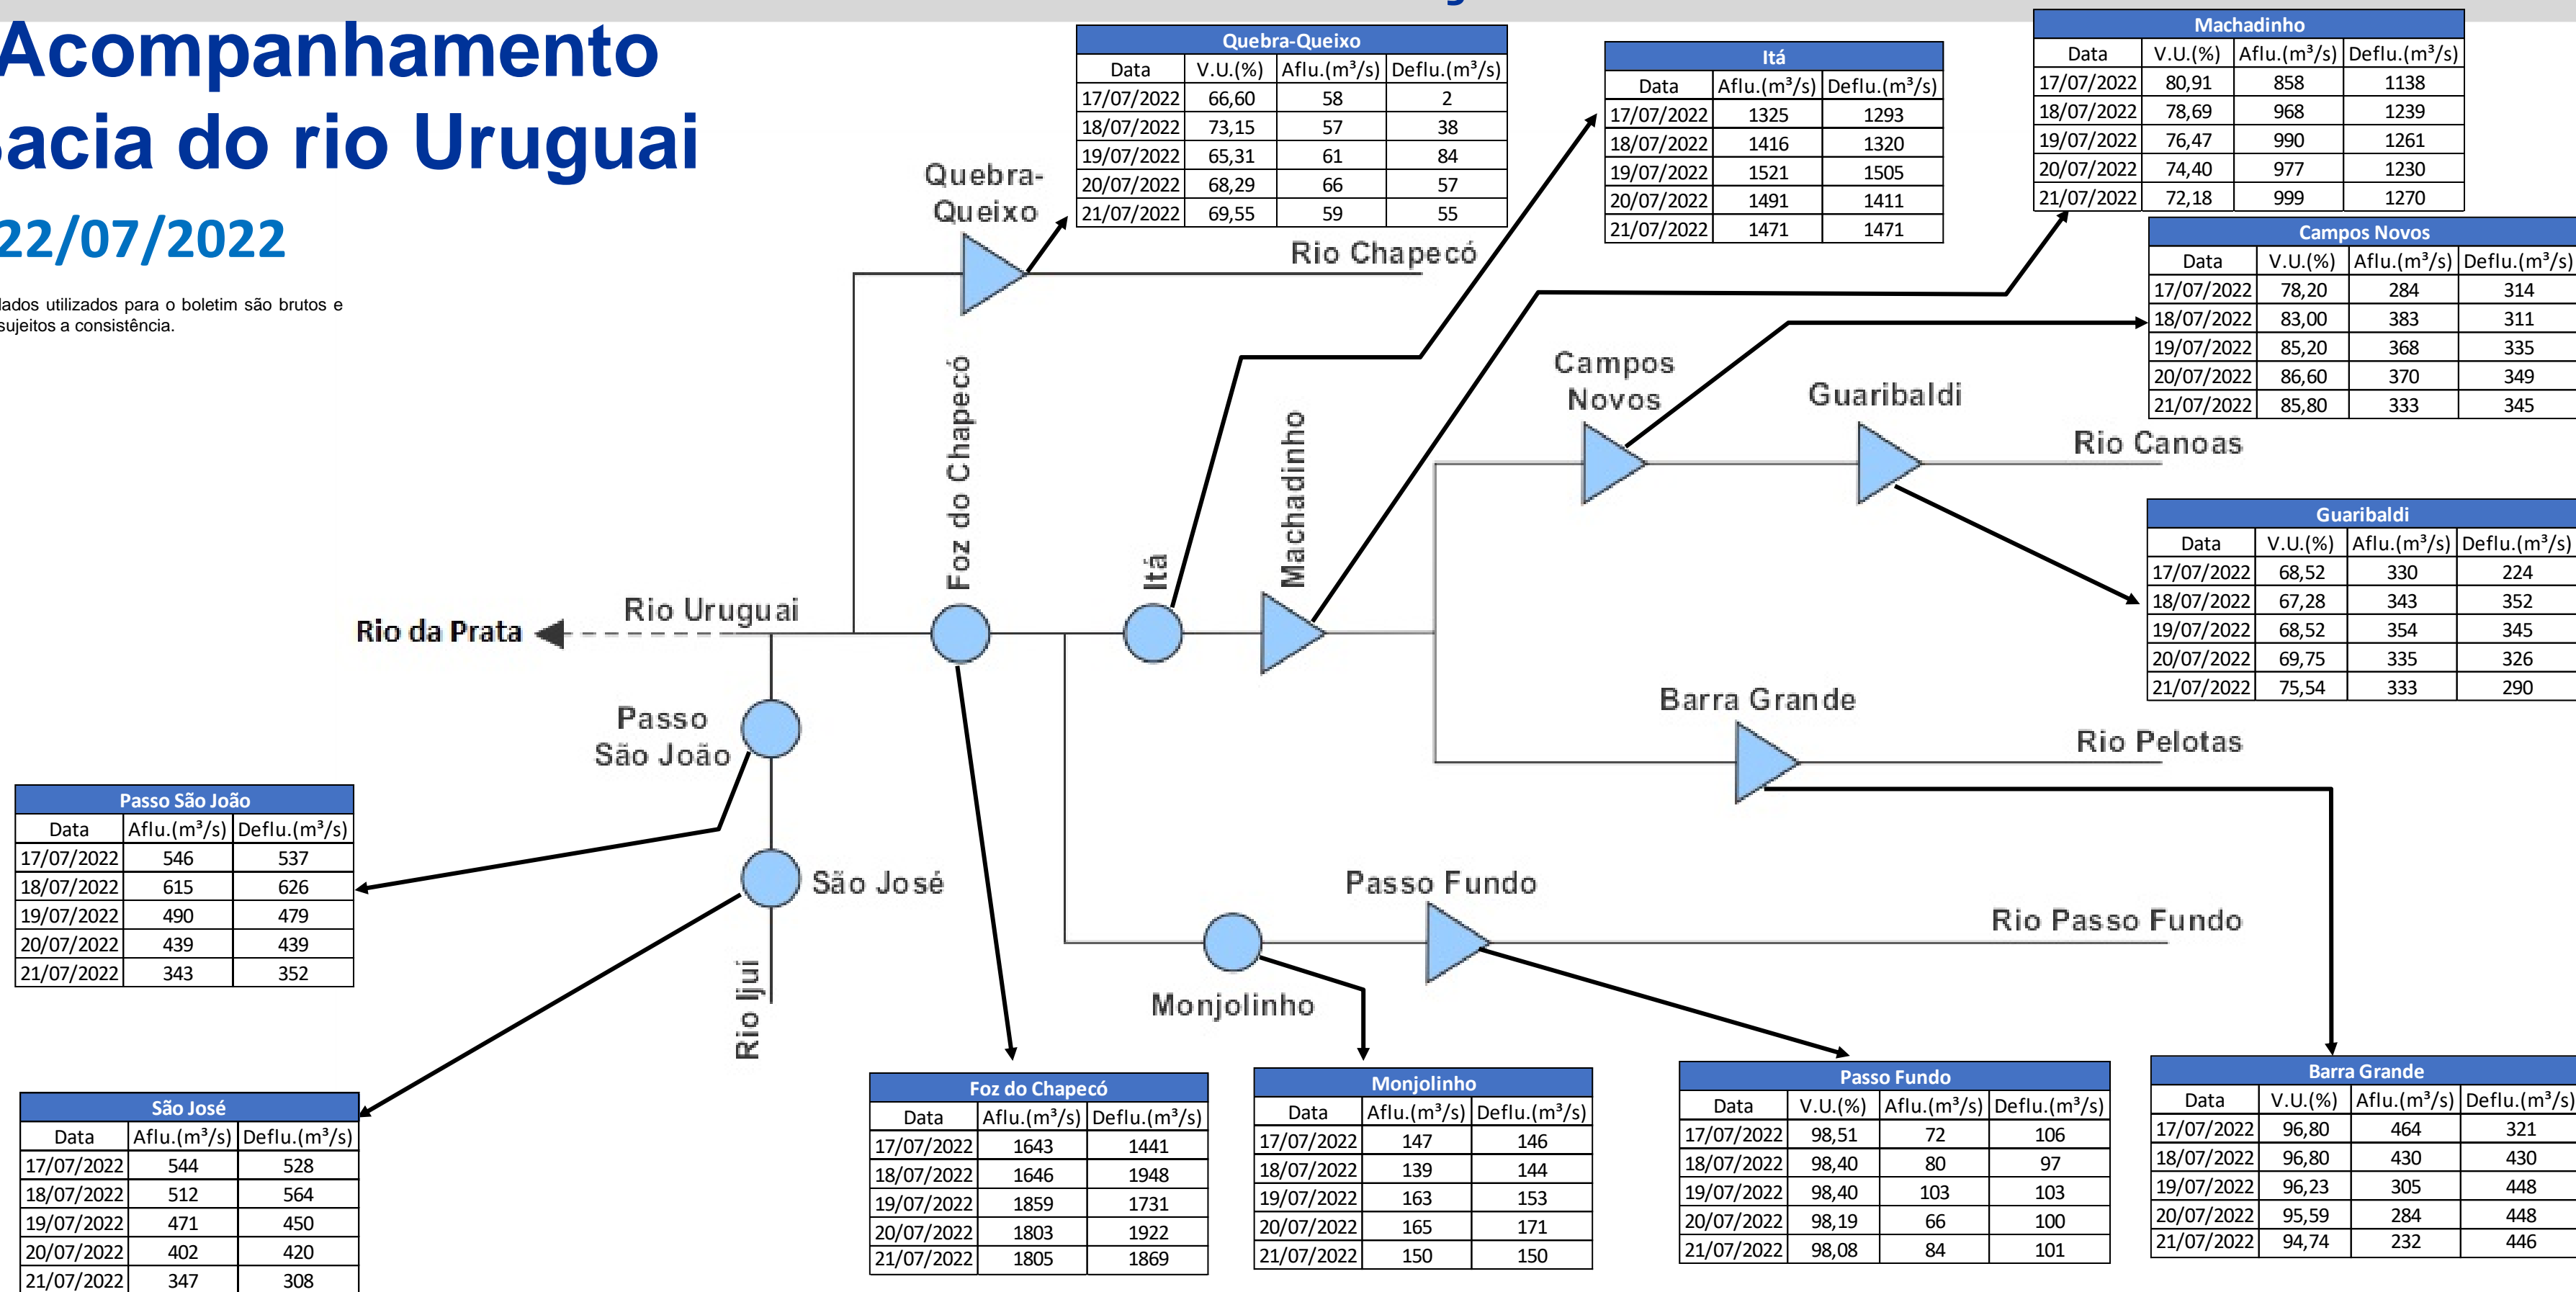 Acompanhamento
Bacia do rio Uruguai
22/07/2022
dados utilizados para o boletim são brutos e
sujeitos a consistência.
Quebra-Queixo
Data V.U.(%) Aflu.(m³/s) Deflu.(m³/s)
17/07/2022 66,60 58 2
18/07/2022 73,15 57 38
19/07/2022 65,31 61 84
20/07/2022 68,29 66 57
21/07/2022 69,55 59 55
Itá
Data Aflu.(m³/s) Deflu.(m³/s)
17/07/2022 1325 1293
18/07/2022 1416 1320
19/07/2022 1521 1505
20/07/2022 1491 1411
21/07/2022 1471 1471
Machadinho
Data V.U.(%) Aflu.(m³/s) Deflu.(m³/s)
17/07/2022 80,91 858 1138
18/07/2022 78,69 968 1239
19/07/2022 76,47 990 1261
20/07/2022 74,40 977 1230
21/07/2022 72,18 999 1270
Campos Novos
Data V.U.(%) Aflu.(m³/s) Deflu.(m³/s)
17/07/2022 78,20 284 314
18/07/2022 83,00 383 311
19/07/2022 85,20 368 335
20/07/2022 86,60 370 349
21/07/2022 85,80 333 345
Guaribaldi
Data V.U.(%) Aflu.(m³/s) Deflu.(m³/s)
17/07/2022 68,52 330 224
18/07/2022 67,28 343 352
19/07/2022 68,52 354 345
20/07/2022 69,75 335 326
21/07/2022 75,54 333 290
Quebra-
Queixo
Rio Chapecó
Foz do Chapecó
Itá
Machadinho
Campos
Novos
Guaribaldi
Rio Canoas
Rio da Prata
Rio Uruguai
Barra Grande
Rio Pelotas
Passo
São João
São José
Rio Ijuí
Passo Fundo
Rio Passo Fundo
Monjolinho
Passo São João
Data Aflu.(m³/s) Deflu.(m³/s)
17/07/2022 546 537
18/07/2022 615 626
19/07/2022 490 479
20/07/2022 439 439
21/07/2022 343 352
São José
Data Aflu.(m³/s) Deflu.(m³/s)
17/07/2022 544 528
18/07/2022 512 564
19/07/2022 471 450
20/07/2022 402 420
21/07/2022 347 308
Foz do Chapecó
Data Aflu.(m³/s) Deflu.(m³/s)
17/07/2022 1643 1441
18/07/2022 1646 1948
19/07/2022 1859 1731
20/07/2022 1803 1922
21/07/2022 1805 1869
Monjolinho
Data Aflu.(m³/s) Deflu.(m³/s)
17/07/2022 147 146
18/07/2022 139 144
19/07/2022 163 153
20/07/2022 165 171
21/07/2022 150 150
Passo Fundo
Data V.U.(%) Aflu.(m³/s) Deflu.(m³/s)
17/07/2022 98,51 72 106
18/07/2022 98,40 80 97
19/07/2022 98,40 103 103
20/07/2022 98,19 66 100
21/07/2022 98,08 84 101
Barra Grande
Data V.U.(%) Aflu.(m³/s) Deflu.(m³/s)
17/07/2022 96,80 464 321
18/07/2022 96,80 430 430
19/07/2022 96,23 305 448
20/07/2022 95,59 284 448
21/07/2022 94,74 232 446